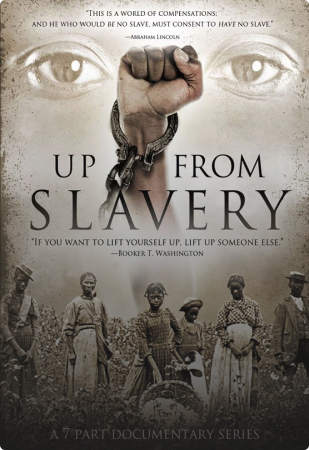 "This is a world of compensations;
and he who would be no slave, must consent to have no slave."
—Abraham Lincoln
UP FROM
SLAVERY
"If you want to lift yourself up, lift up someone else."
—Booker T. Washington
A 7 PART DOCUMENTARY SERIES